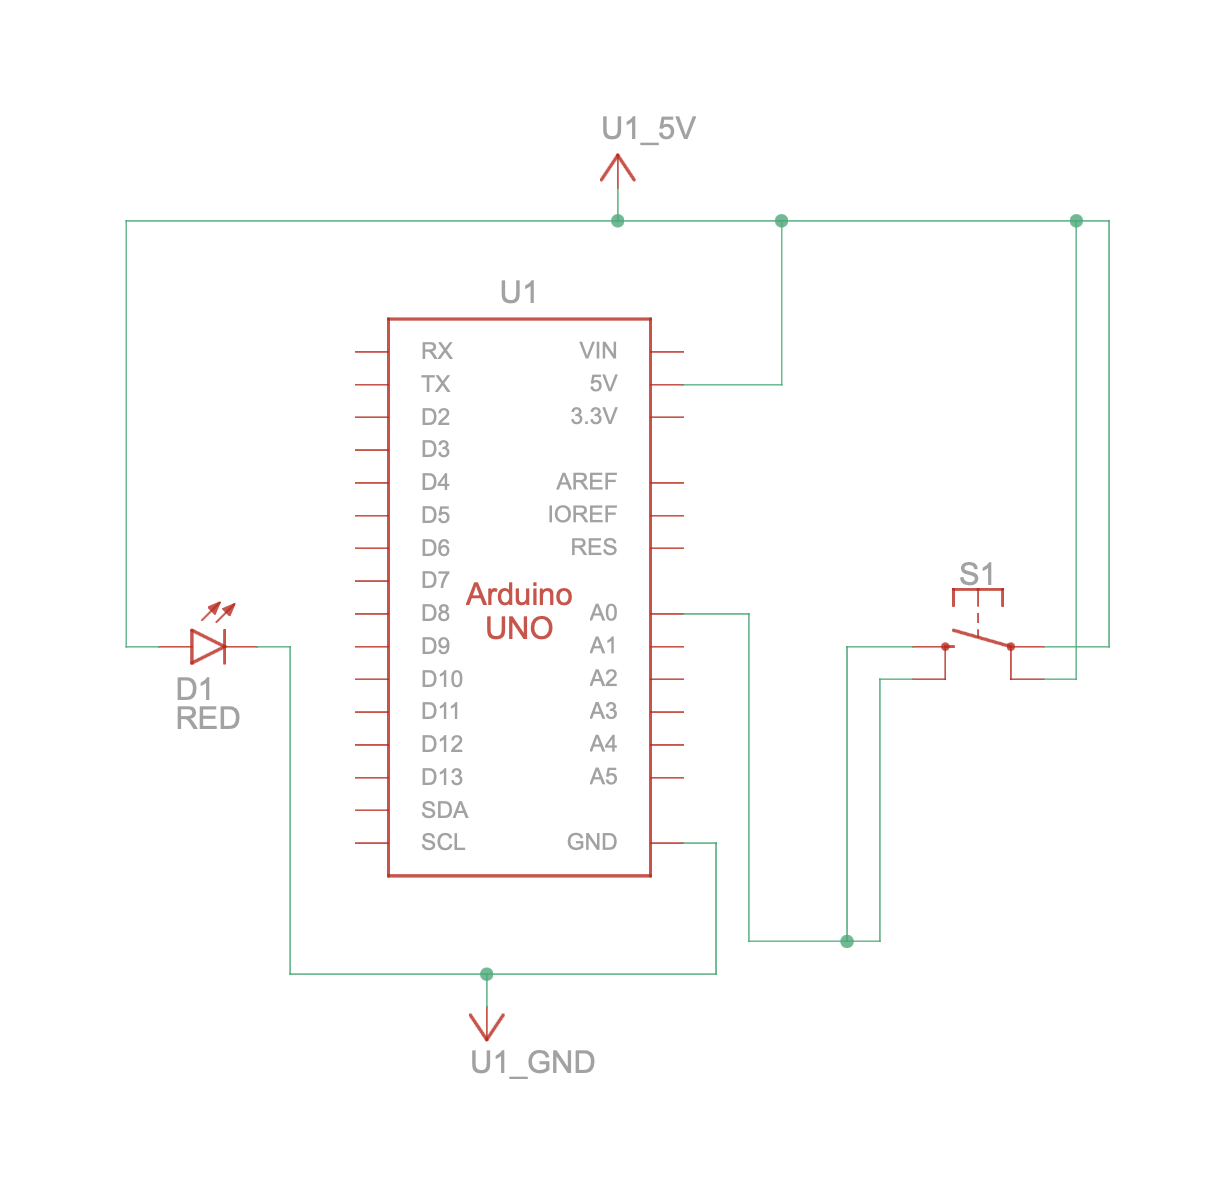 U1_5V
U1
RX
VIN
TX
5V
D2
3.3V
D3
D4
AREF
D5
IOREF
D6
RES
D7
Arduino
UNO
D8
A0
D9
A1
D10
A2
D11
A3
D12
A4
D13
A5
SDA
SCL
GND
S1
D1
RED
U1_GND